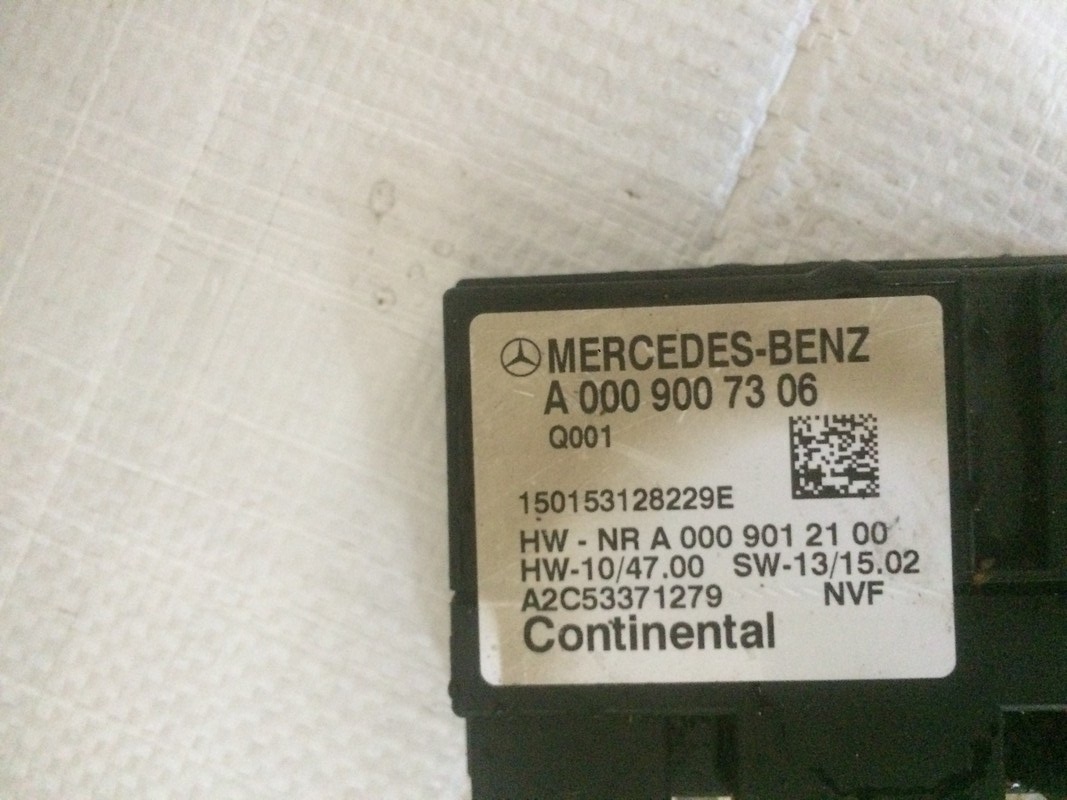 MERCEDES-BENZ
A 000 900 73 06
Q001
150153128229E
HW - NR A 000 901 21 00
HW-10/47.00 SW-13/15.02
A2C53371279 NVF
Continental